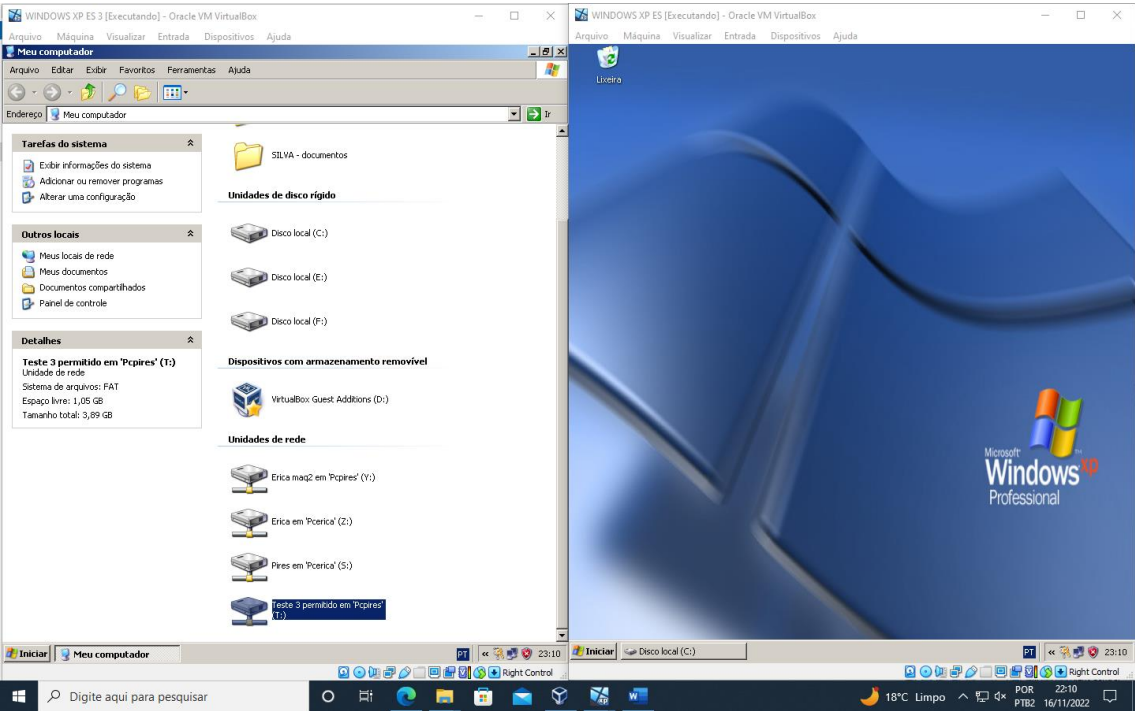 WINDOWS XP ES 3 [Executando] - Oracle VM VirtualBox
Arquivo Máquina Visualizar Entrada Dispositivos Ajuda
Meu computador
Arquivo Editar Exibir Favoritos Ferramentas Ajuda
Endereço Meu computador Ir
Tarefas do sistema
Exibir informações do sistema
Adicionar ou remover programas
Alterar uma configuração
Outros locais
Meus locais de rede
Meus documentos
Documentos compartilhados
Painel de controle
Detalhes
Teste 3 permitido em 'Pcpires' (T:)
Unidade de rede
Sistema de arquivos: FAT
Espaço livre: 1,05 GB
Tamanho total: 3,89 GB
SILVA - documentos
Unidades de disco rígido
Disco local (C:)
Disco local (E:)
Disco local (F:)
Dispositivos com armazenamento removível
VirtualBox Guest Additions (D:)
Unidades de rede
Erica maq2 em 'Pcpires' (Y:)
Erica em 'Pcerica' (Z:)
Pires em 'Pcerica' (S:)
Teste 3 permitido em 'Pcpires'
(T:)
Iniciar Meu computador PT « 23:10
Right Control
WINDOWS XP ES [Executando] - Oracle VM VirtualBox
Arquivo Máquina Visualizar Entrada Dispositivos Ajuda
Lixeira
Microsoft
Windows xp
Professional
Iniciar Disco local (C:) PT « 23:10
Right Control
Digite aqui para pesquisar
18°C Limpo
POR
PTB2
22:10
16/11/2022